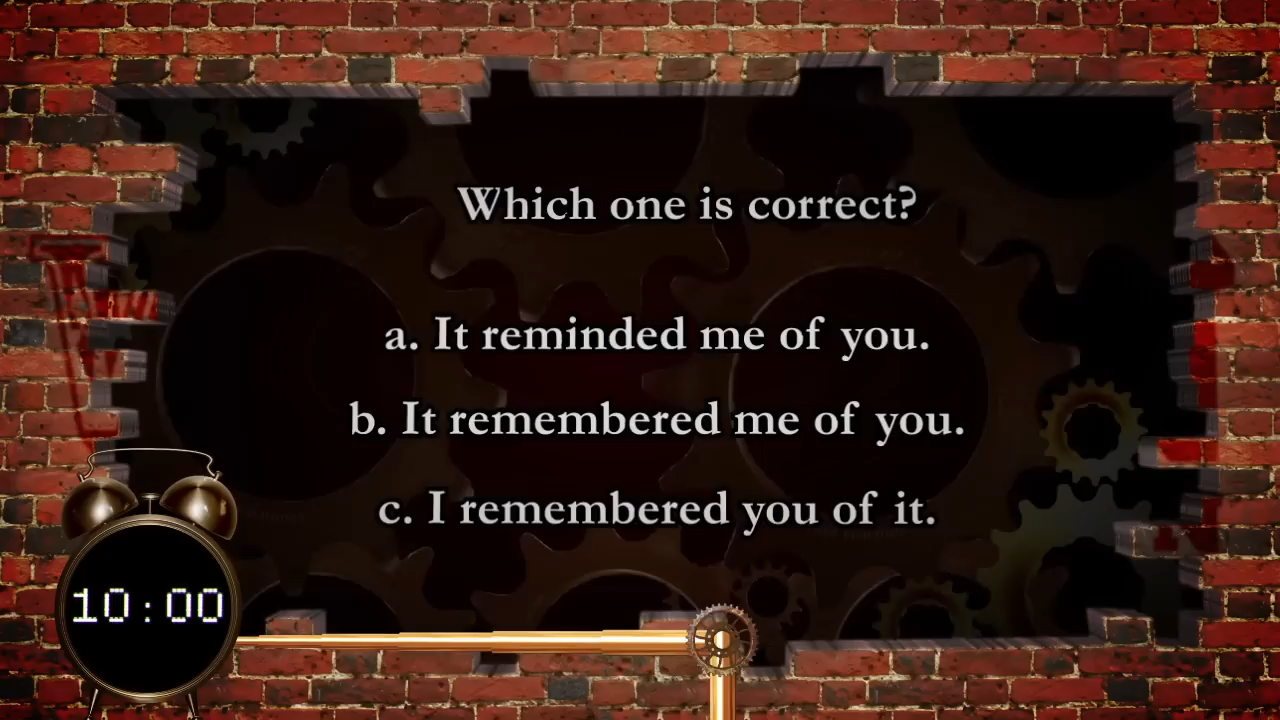 Which one is correct?
a. It reminded me of you.
b. It remembered me of you.
c. I remembered you of it.
10:00